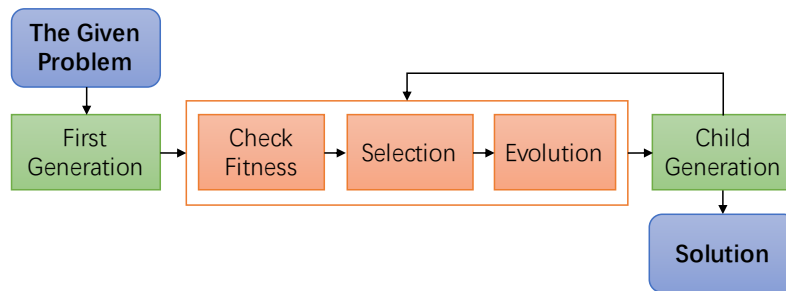 The Given
Problem
First
Generation
Check
Fitness
Selection
Evolution
Child
Generation
Solution